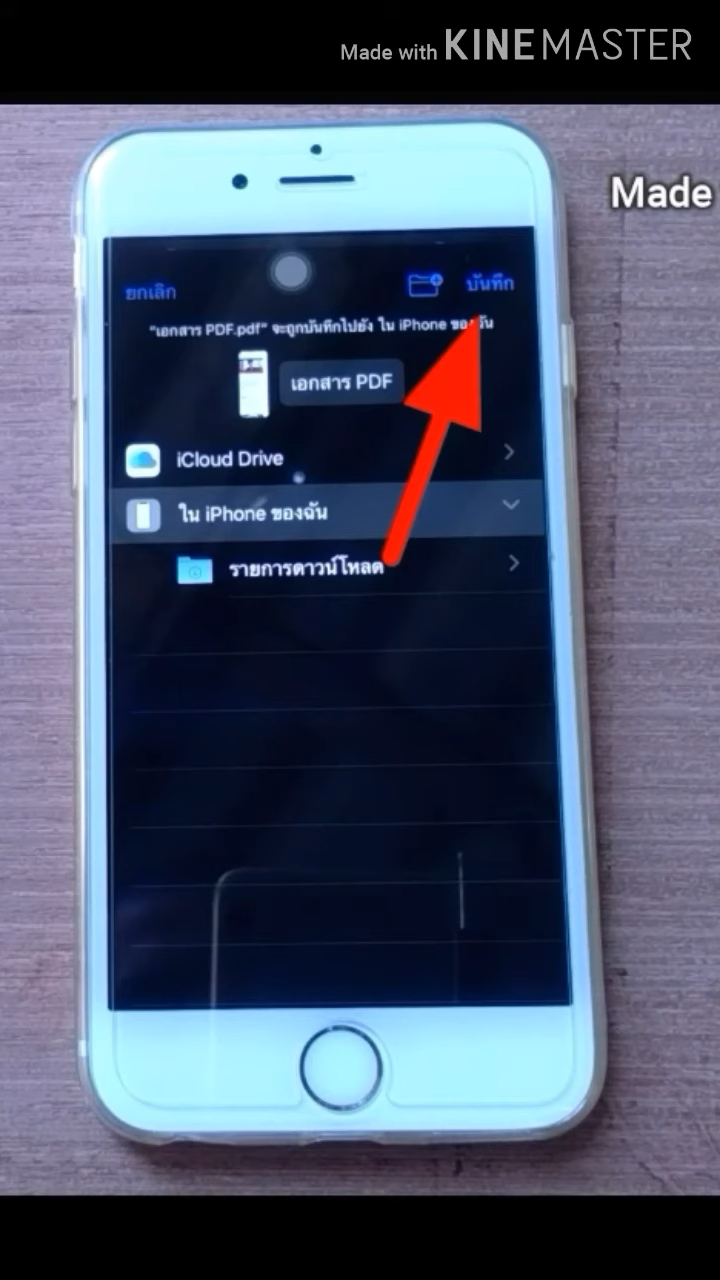 Made with KINEMASTER
Made
ยกเลิก
บันทึก
"เอกสาร PDF.pdf" จะถูกบันทึกไปยัง ใน iPhone ของฉัน
เอกสาร PDF
iCloud Drive
ใน iPhone ของฉัน
รายการดาวน์โหลด